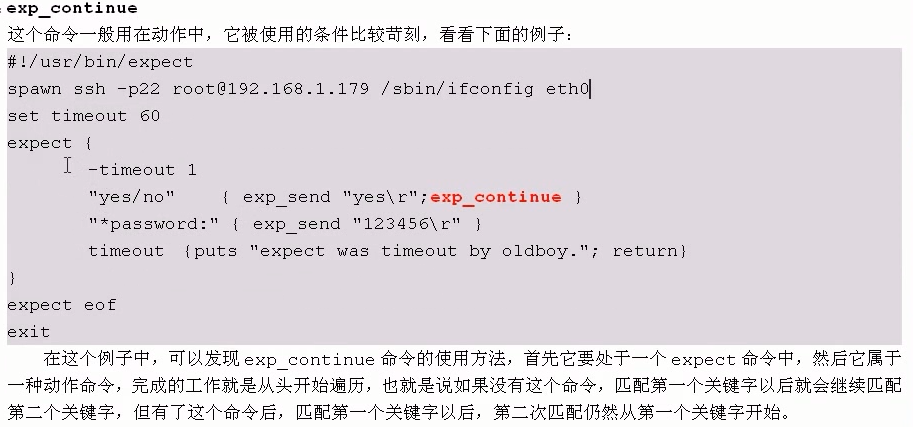 exp_continue
这个命令一般用在动作中，它被使用的条件比较苛刻，看看下面的例子：
#!/usr/bin/expect
spawn ssh -p22 root@192.168.1.179 /sbin/ifconfig eth0
set timeout 60
expect {
-timeout 1
"yes/no" { exp_send "yes\r";exp_continue }
"*password:" { exp_send "123456\r" }
timeout {puts "expect was timeout by oldboy."; return}
}
expect eof
exit
在这个例子中，可以发现 exp_continue 命令的使用方法，首先它要处于一个 expect 命令中，然后它属于
一种动作命令，完成的工作就是从头开始遍历，也就是说如果没有这个命令，匹配第一个关键字以后就会继续匹配
第二个关键字，但有了这个命令后，匹配第一个关键字以后，第二次匹配仍然从第一个关键字开始。